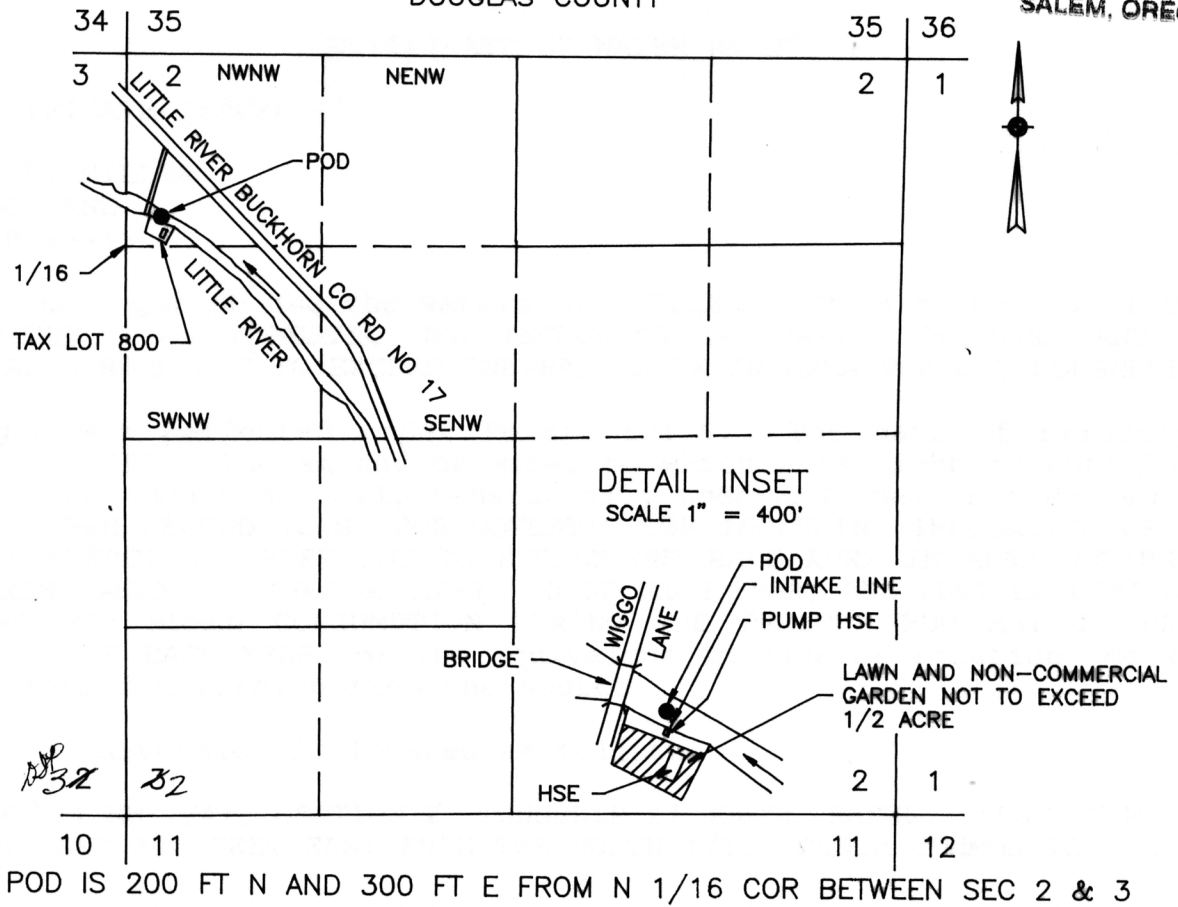 DOUGLAS COUNTY
SALEM, OREG
34 35
35 36
3 2
NWNW
NENW
2 1
LITTLE RIVER BUCKHORN CO RD NO 17
POD
1/16
LITTLE RIVER
TAX LOT 800
SWNW
SENW
DETAIL INSET
SCALE 1" = 400'
POD
INTAKE LINE
WIGGO LANE
PUMP HSE
BRIDGE
LAWN AND NON-COMMERCIAL
GARDEN NOT TO EXCEED
1/2 ACRE
HSE
3 2
2 1
10 11
11 12
POD IS 200 FT N AND 300 FT E FROM N 1/16 COR BETWEEN SEC 2 & 3